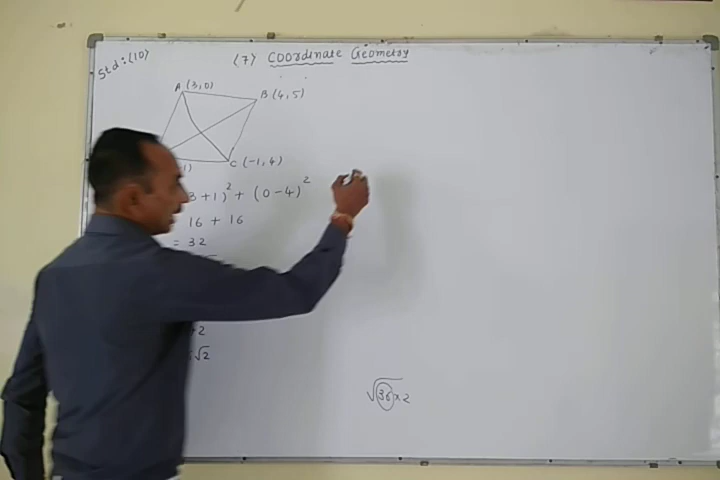 Std: (10)
(7) Coordinate Geometry
A (3,0)
B (4,5)
C (-1,4)
1)
3+1)² + (0-4)²
16 + 16
= 32
2
√2
√36×2